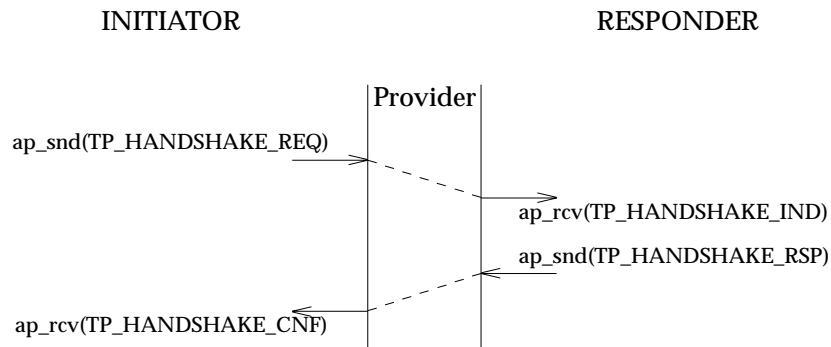 INITIATOR
RESPONDER
Provider
ap_snd(TP_HANDSHAKE_REQ)
ap_rcv(TP_HANDSHAKE_IND)
ap_snd(TP_HANDSHAKE_RSP)
ap_rcv(TP_HANDSHAKE_CNF)